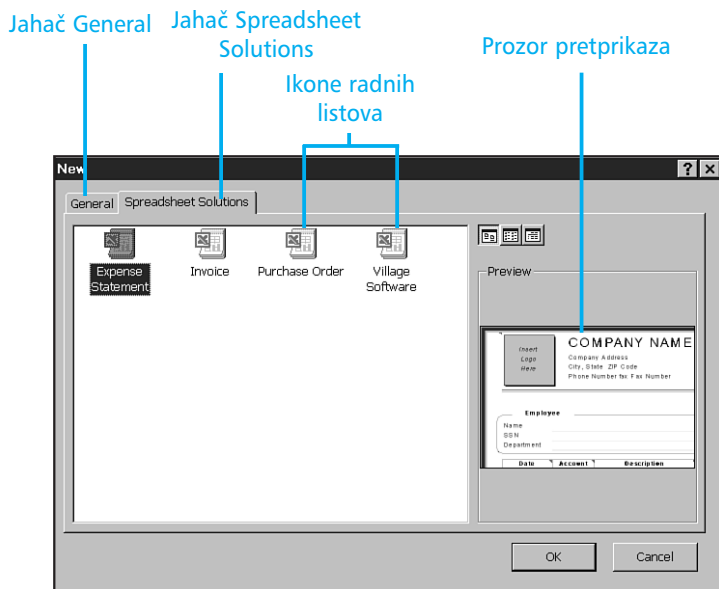 Jahač General
Jahač Spreadsheet
Solutions
Prozor pretprikaza
Ikone radnih
listova
New
General
Spreadsheet Solutions
Expense
Statement
Invoice
Purchase Order
Village
Software
Preview
Insert
Logo
Here
COMPANY NAME
Company Address
City, State ZIP Code
Phone Number fax Fax Number
Employee
Name
SSN
Department
Date Account Description
OK
Cancel